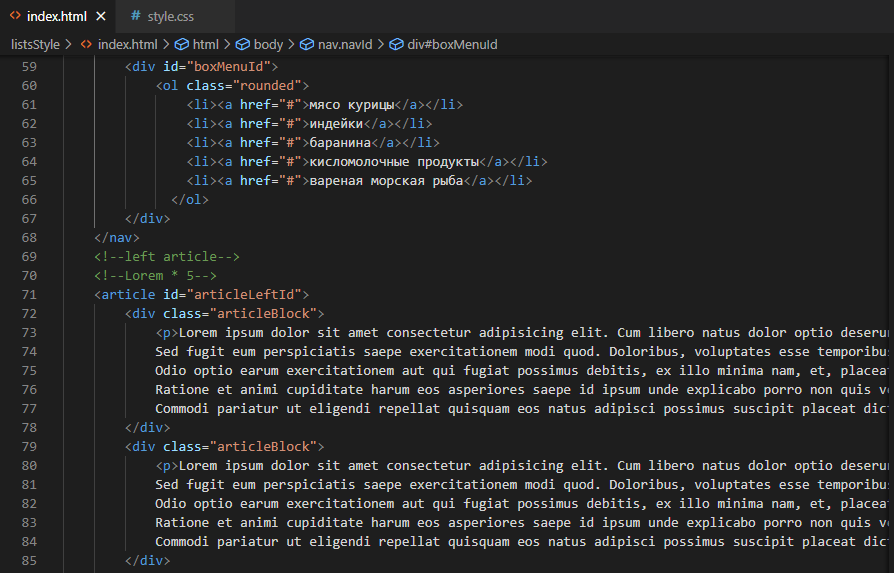 index.html
style.css
listsStyle > index.html > html > body > nav.navId > div#boxMenuId
59 <div id="boxMenuId">
60 <ol class="rounded">
61 <li><a href="#">мясо курицы</a></li>
62 <li><a href="#">индейки</a></li>
63 <li><a href="#">баранина</a></li>
64 <li><a href="#">кисломолочные продукты</a></li>
65 <li><a href="#">вареная морская рыба</a></li>
66 </ol>
67 </div>
68 </nav>
69 <!--left article-->
70 <!--Lorem * 5-->
71 <article id="articleLeftId">
72 <div class="articleBlock">
73 <p>Lorem ipsum dolor sit amet consectetur adipisicing elit. Cum libero natus dolor optio deseru
74 Sed fugit eum perspiciatis saepe exercitationem modi quod. Doloribus, voluptates esse temporibus
75 Odio optio earum exercitationem aut qui fugiat possimus debitis, ex illo minima nam, et, placeat
76 Ratione et animi cupiditate harum eos asperiores saepe id ipsum unde explicabo porro non quis v
77 Commodi pariatur ut eligendi repellat quisquam eos natus adipisci possimus suscipit placeat dict
78 </div>
79 <div class="articleBlock">
80 <p>Lorem ipsum dolor sit amet consectetur adipisicing elit. Cum libero natus dolor optio deseru
81 Sed fugit eum perspiciatis saepe exercitationem modi quod. Doloribus, voluptates esse temporibus
82 Odio optio earum exercitationem aut qui fugiat possimus debitis, ex illo minima nam, et, placeat
83 Ratione et animi cupiditate harum eos asperiores saepe id ipsum unde explicabo porro non quis v
84 Commodi pariatur ut eligendi repellat quisquam eos natus adipisci possimus suscipit placeat dict
85 </div>